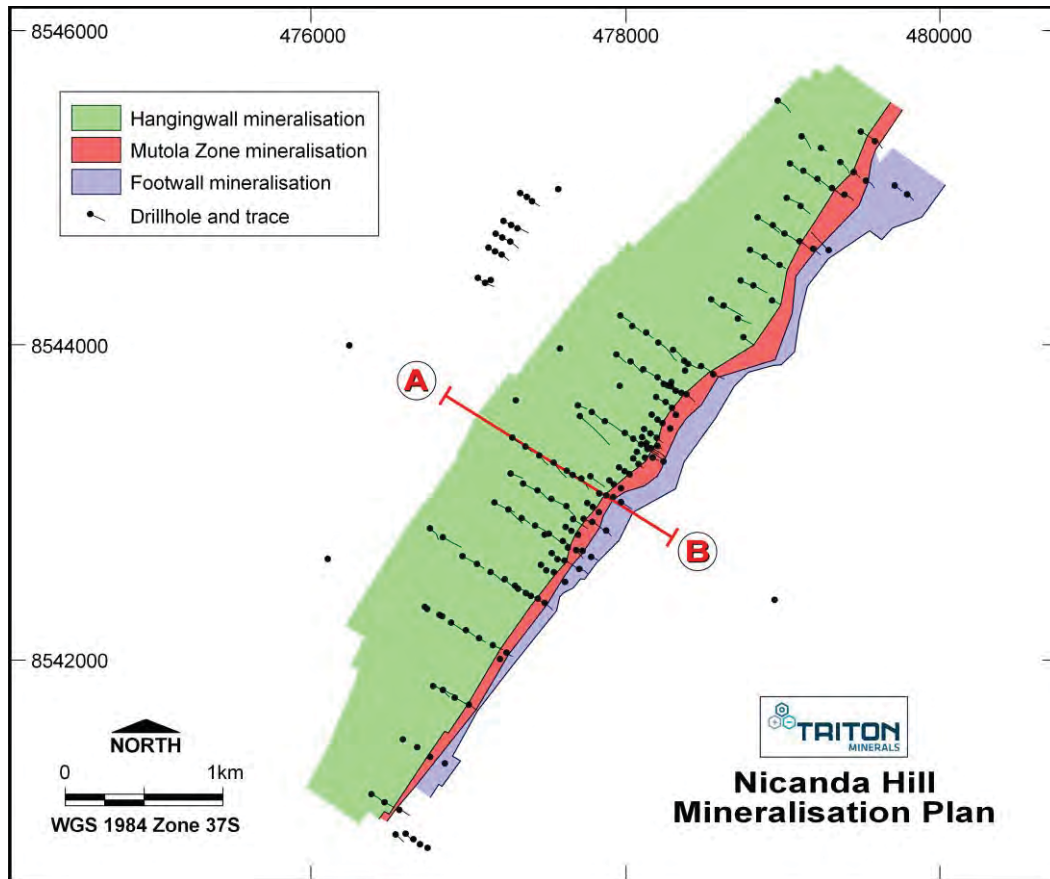 8546000
476000
478000
480000
Hangingwall mineralisation
Mutola Zone mineralisation
Footwall mineralisation
Drillhole and trace
8544000
A
B
8542000
NORTH
0 1km
WGS 1984 Zone 37S
TRITON
MINERALS
Nicanda Hill
Mineralisation Plan